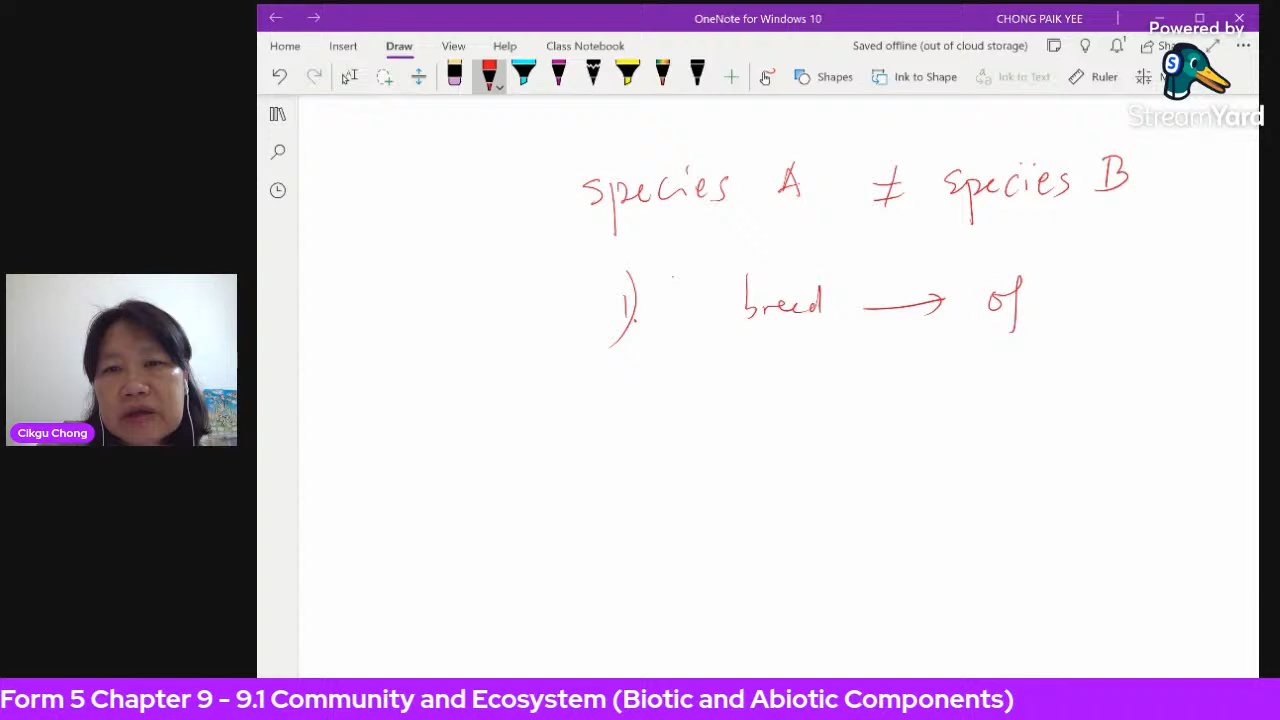 OneNote for Windows 10
CHONG PAIK YEE
Powered by
Home Insert Draw View Help Class Notebook
Saved offline (out of cloud storage)
Shapes Ink to Shape Ink to Text Ruler
StreamYard
species A ≠ species B
1). breed → of
Cikgu Chong
Form 5 Chapter 9 - 9.1 Community and Ecosystem (Biotic and Abiotic Components)